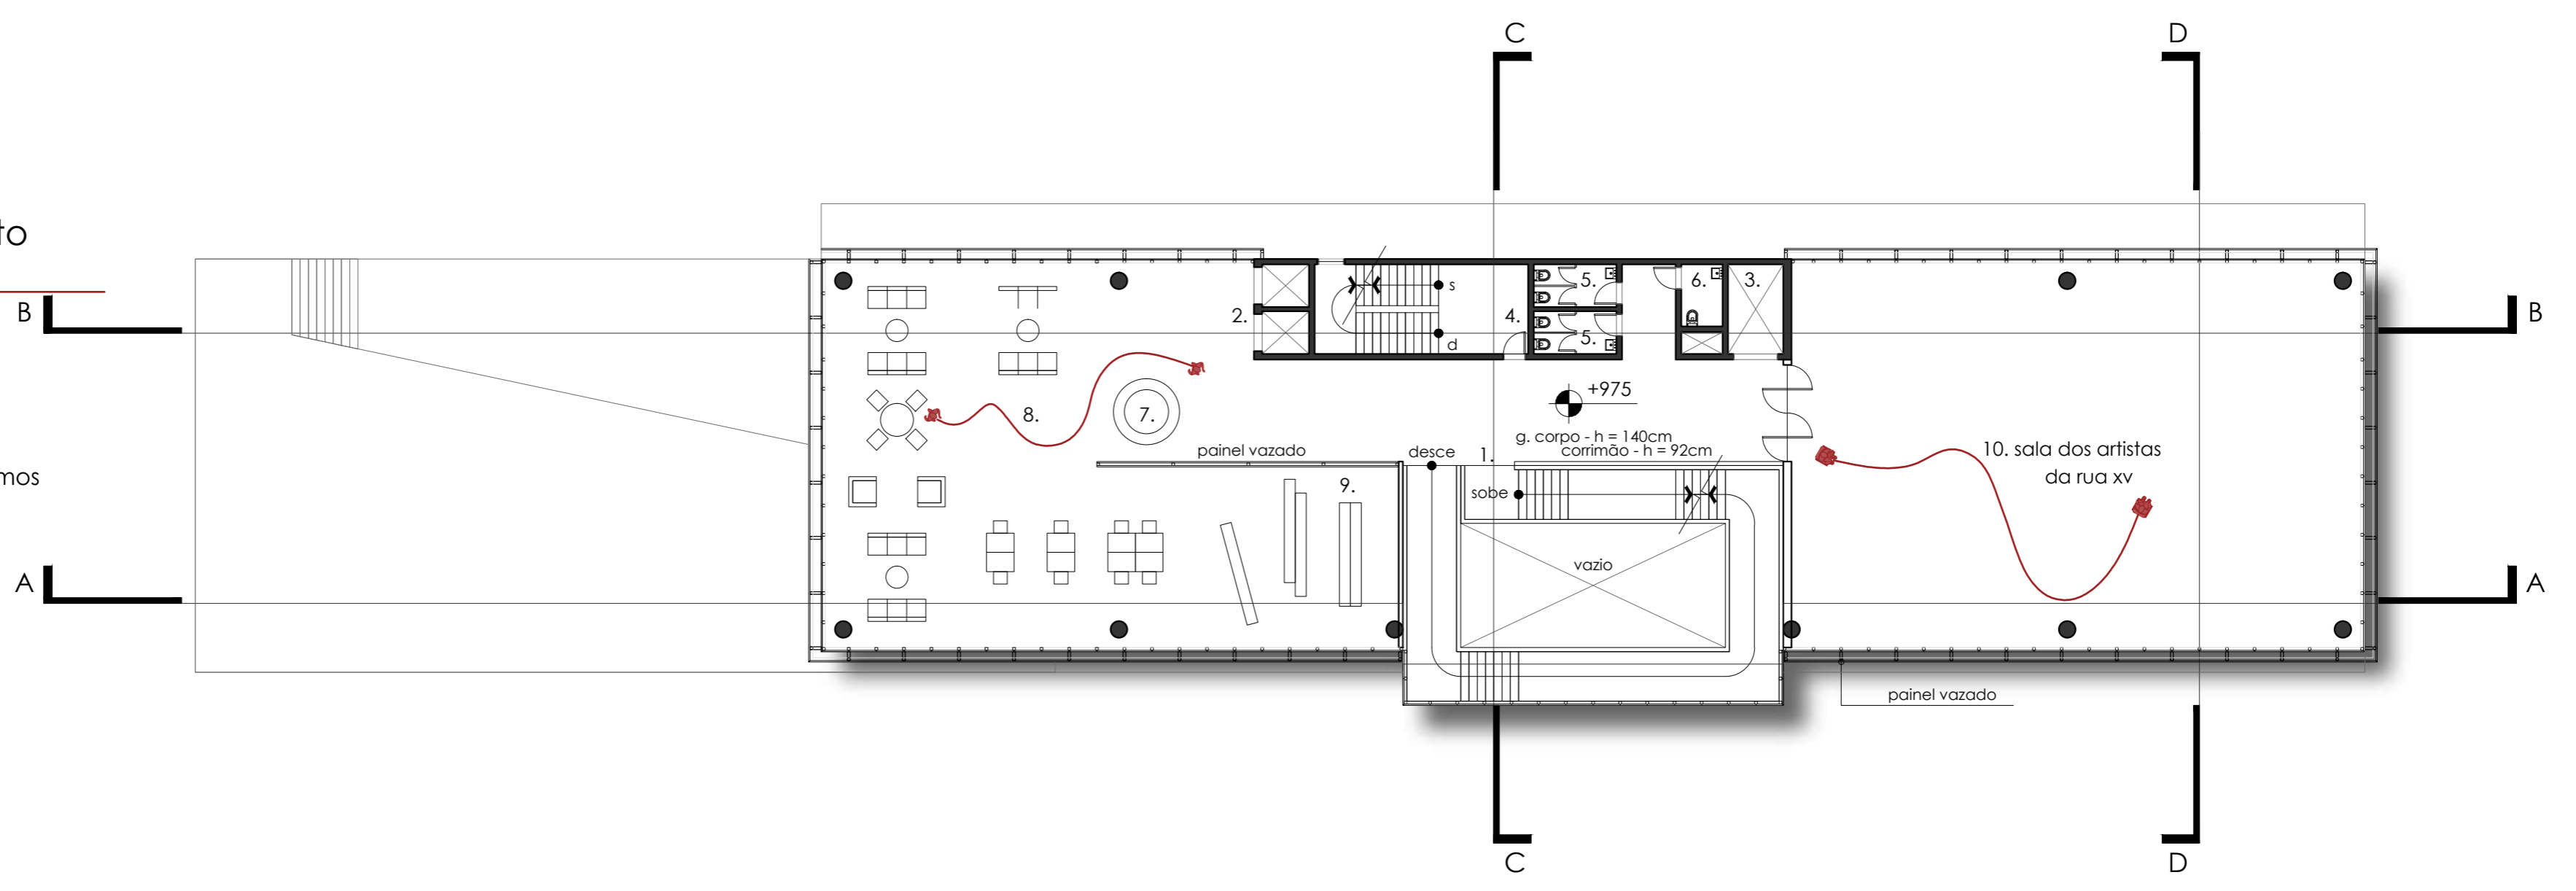 C
D
to
B
B
mos
A
A
2.
s
d
4.
5.
5.
6.
3.
+975
g. corpo - h = 140cm
corrimão - h = 92cm
8.
7.
painel vazado
desce
1.
sobe
9.
vazio
10. sala dos artistas
da rua xv
painel vazado
C
D